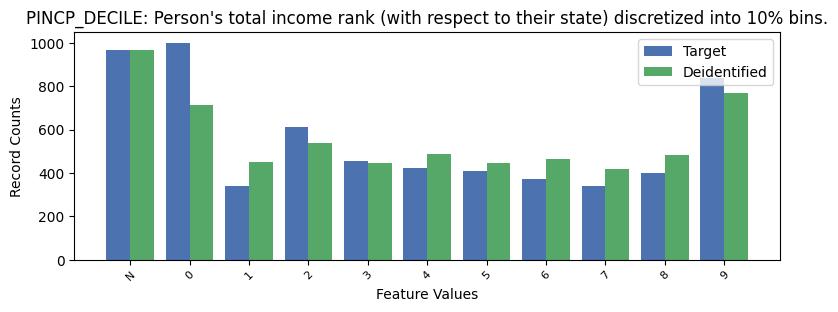 PINCP_DECILE: Person's total income rank (with respect to their state) discretized into 10% bins.
Target
Deidentified
Record Counts
1000
800
600
400
200
0
N 0 1 2 3 4 5 6 7 8 9
Feature Values